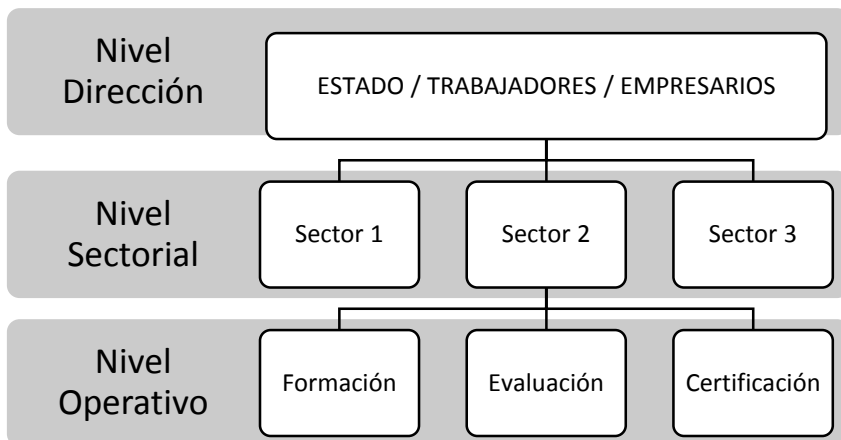 Nivel
Dirección
ESTADO / TRABAJADORES / EMPRESARIOS
Nivel
Sectorial
Sector 1
Sector 2
Sector 3
Nivel
Operativo
Formación
Evaluación
Certificación